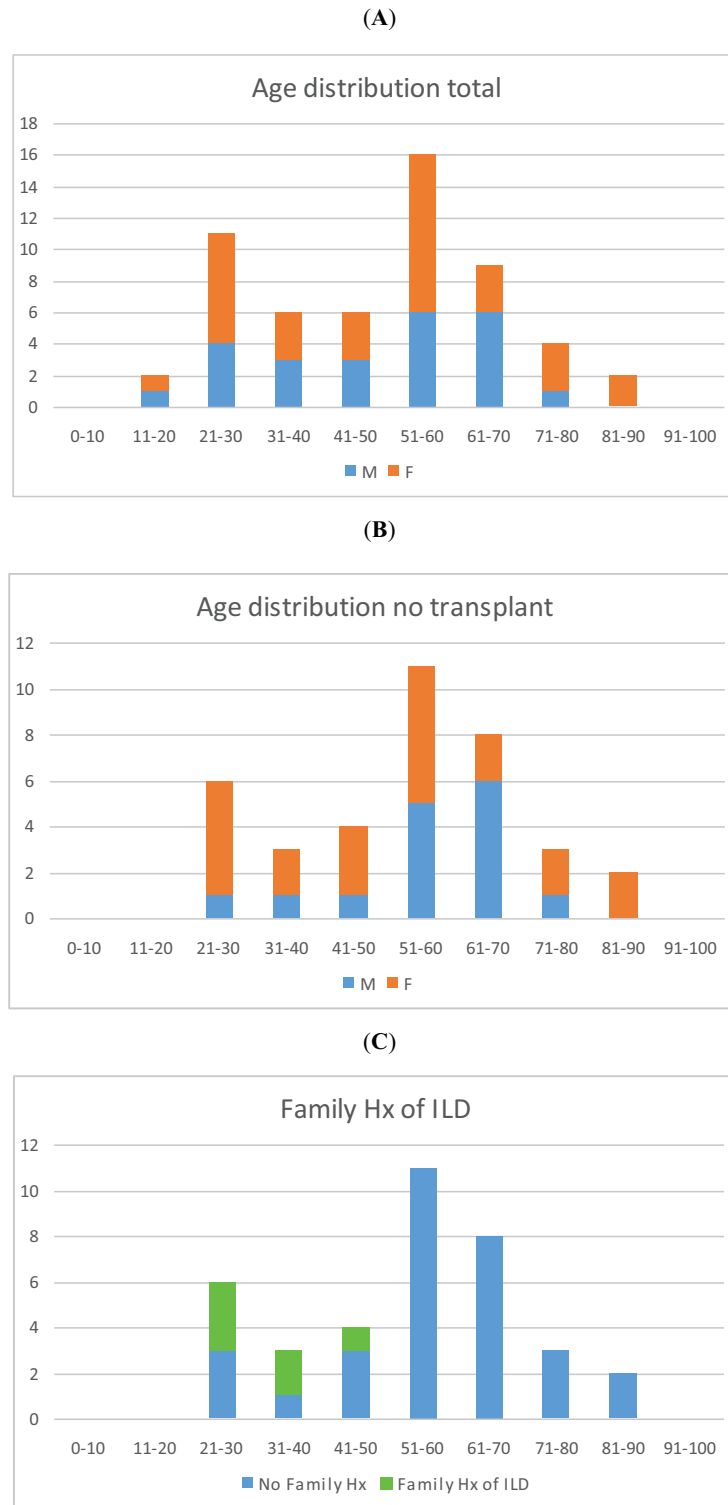 (A)
Age distribution total
18
16
14
12
10
8
6
4
2
0
0-10 11-20 21-30 31-40 41-50 51-60 61-70 71-80 81-90 91-100
M F
(B)
Age distribution no transplant
12
10
8
6
4
2
0
0-10 11-20 21-30 31-40 41-50 51-60 61-70 71-80 81-90 91-100
M F
(C)
Family Hx of ILD
12
10
8
6
4
2
0
0-10 11-20 21-30 31-40 41-50 51-60 61-70 71-80 81-90 91-100
No Family Hx Family Hx of ILD